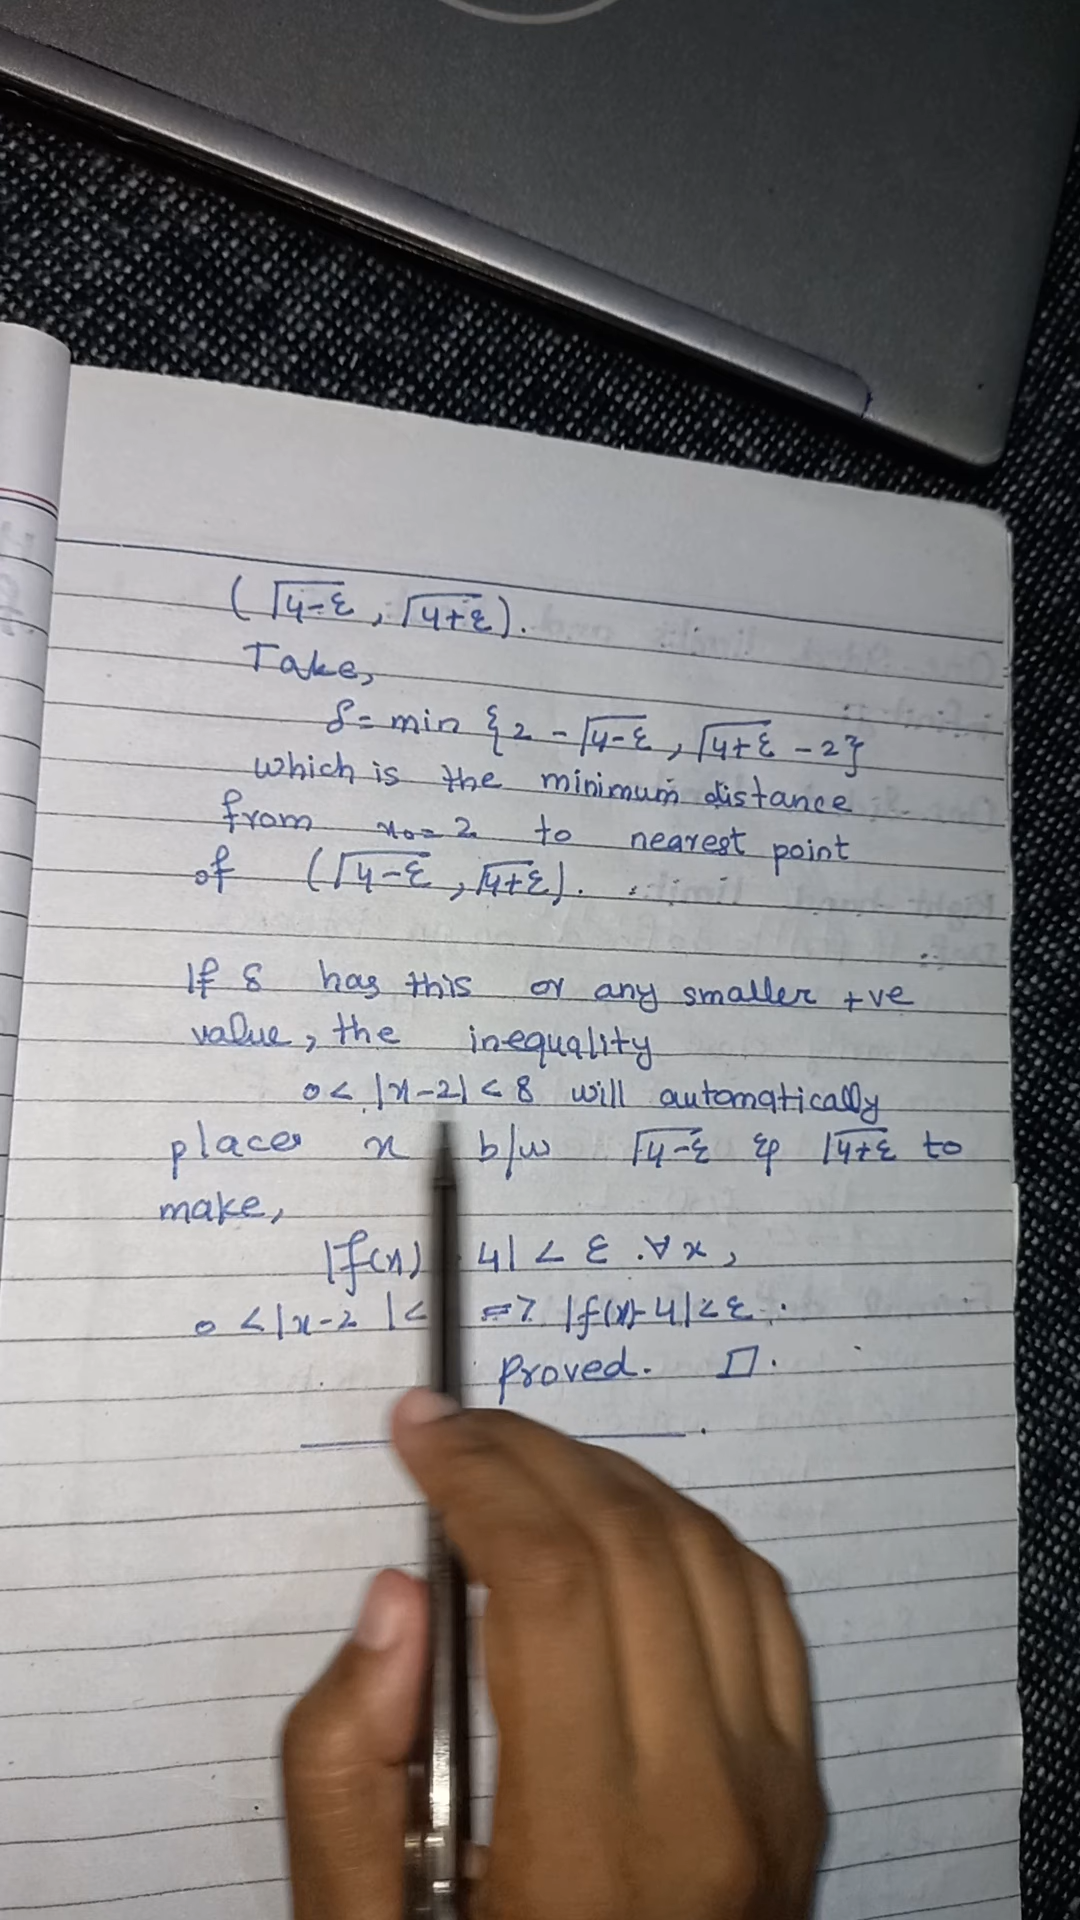 (√4-ε, √4+ε).
Take,
δ = min {2 - √4-ε, √4+ε - 2}
which is the minimum distance
from x₀ = 2 to nearest point
of (√4-ε, √4+ε).
If δ has this or any smaller +ve
value, the inequality
0 < |x-2| < δ will automatically
places x b/w √4-ε & √4+ε to
make,
|f(x) 4| < ε ∀ x,
0 < |x-2| < => |f(x)-4| < ε.
Proved. □.